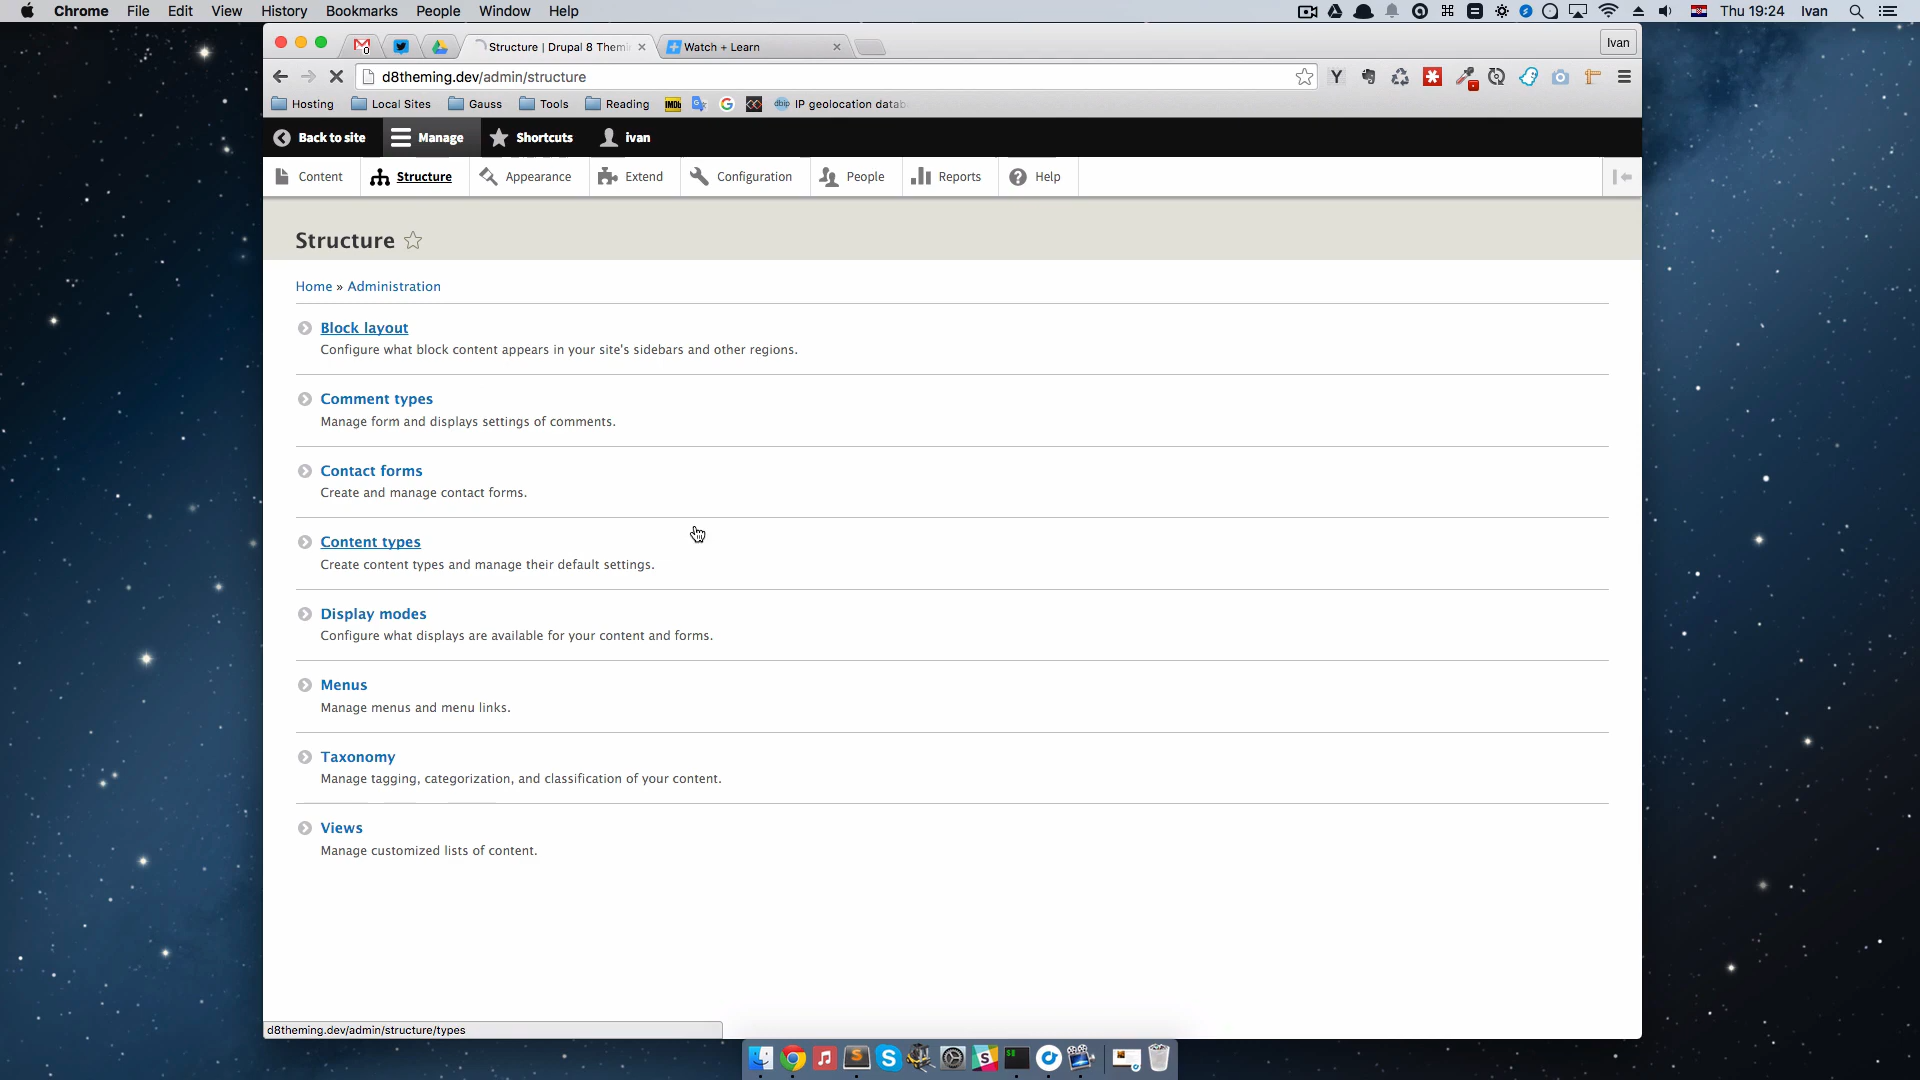 Chrome File Edit View History Bookmarks People Window Help Thu 19:24 Ivan
Structure | Drupal 8 Themi Watch + Learn Ivan
d8theming.dev/admin/structure
Hosting Local Sites Gauss Tools Reading IMDb dbip IP geolocation datab
Back to site Manage Shortcuts ivan
Content Structure Appearance Extend Configuration People Reports Help
Structure
Home » Administration
Block layout
Configure what block content appears in your site's sidebars and other regions.
Comment types
Manage form and displays settings of comments.
Contact forms
Create and manage contact forms.
Content types
Create content types and manage their default settings.
Display modes
Configure what displays are available for your content and forms.
Menus
Manage menus and menu links.
Taxonomy
Manage tagging, categorization, and classification of your content.
Views
Manage customized lists of content.
d8theming.dev/admin/structure/types